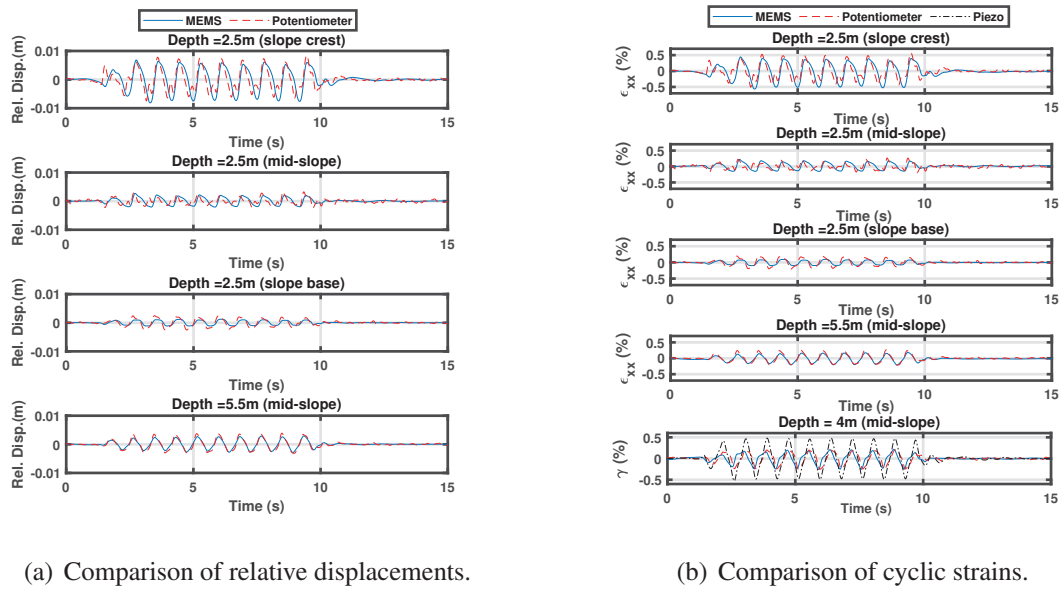 MEMS Potentiometer
Depth =2.5m (slope crest)
Rel. Disp.(m)
0.01
0
-0.01
0 5 10 15
Time (s)
Depth =2.5m (mid-slope)
Rel. Disp.(m)
0.01
0
-0.01
0 5 10 15
Time (s)
Depth =2.5m (slope base)
Rel. Disp.(m)
0.01
0
-0.01
0 5 10 15
Time (s)
Depth =5.5m (mid-slope)
Rel. Disp.(m)
0.01
0
-0.01
0 5 10 15
Time (s)
(a) Comparison of relative displacements.
MEMS Potentiometer Piezo
Depth =2.5m (slope crest)
ϵxx (%)
0.5
0
-0.5
0 5 10 15
Time (s)
Depth =2.5m (mid-slope)
ϵxx (%)
0.5
0
-0.5
0 5 10 15
Time (s)
Depth =2.5m (slope base)
ϵxx (%)
0.5
0
-0.5
0 5 10 15
Time (s)
Depth =5.5m (mid-slope)
ϵxx (%)
0.5
0
-0.5
0 5 10 15
Time (s)
Depth = 4m (mid-slope)
γ (%)
0.5
0
-0.5
0 5 10 15
Time (s)
(b) Comparison of cyclic strains.